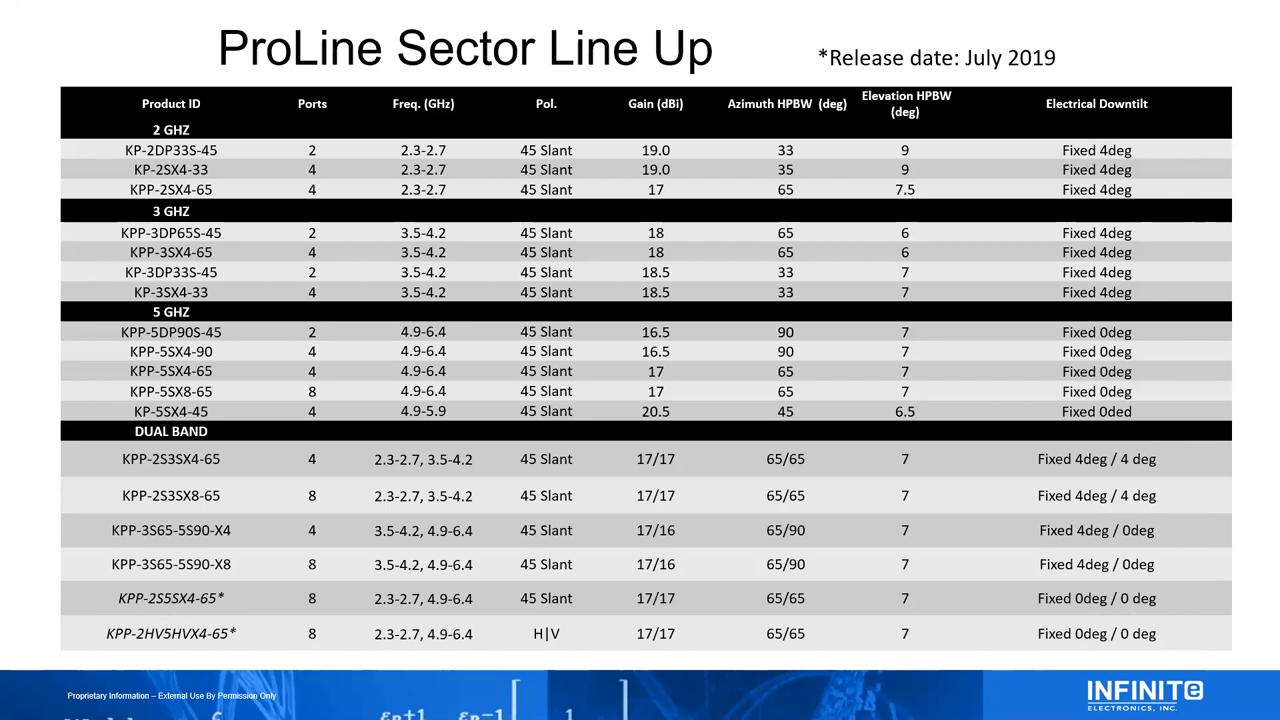 ProLine Sector Line Up *Release date: July 2019
Product ID Ports Freq. (GHz) Pol. Gain (dBi) Azimuth HPBW (deg) Elevation HPBW (deg) Electrical Downtilt
2 GHZ
KP-2DP33S-45 2 2.3-2.7 45 Slant 19.0 33 9 Fixed 4deg
KP-2SX4-33 4 2.3-2.7 45 Slant 19.0 35 9 Fixed 4deg
KPP-2SX4-65 4 2.3-2.7 45 Slant 17 65 7.5 Fixed 4deg
3 GHZ
KPP-3DP65S-45 2 3.5-4.2 45 Slant 18 65 6 Fixed 4deg
KPP-3SX4-65 4 3.5-4.2 45 Slant 18 65 6 Fixed 4deg
KP-3DP33S-45 2 3.5-4.2 45 Slant 18.5 33 7 Fixed 4deg
KP-3SX4-33 4 3.5-4.2 45 Slant 18.5 33 7 Fixed 4deg
5 GHZ
KPP-5DP90S-45 2 4.9-6.4 45 Slant 16.5 90 7 Fixed 0deg
KPP-5SX4-90 4 4.9-6.4 45 Slant 16.5 90 7 Fixed 0deg
KPP-5SX4-65 4 4.9-6.4 45 Slant 17 65 7 Fixed 0deg
KPP-5SX8-65 8 4.9-6.4 45 Slant 17 65 7 Fixed 0deg
KP-5SX4-45 4 4.9-5.9 45 Slant 20.5 45 6.5 Fixed 0ded
DUAL BAND
KPP-2S3SX4-65 4 2.3-2.7, 3.5-4.2 45 Slant 17/17 65/65 7 Fixed 4deg / 4 deg
KPP-2S3SX8-65 8 2.3-2.7, 3.5-4.2 45 Slant 17/17 65/65 7 Fixed 4deg / 4 deg
KPP-3S65-5S90-X4 4 3.5-4.2, 4.9-6.4 45 Slant 17/16 65/90 7 Fixed 4deg / 0deg
KPP-3S65-5S90-X8 8 3.5-4.2, 4.9-6.4 45 Slant 17/16 65/90 7 Fixed 4deg / 0deg
KPP-2S5SX4-65* 8 2.3-2.7, 4.9-6.4 45 Slant 17/17 65/65 7 Fixed 0deg / 0 deg
KPP-2HV5HVX4-65* 8 2.3-2.7, 4.9-6.4 H|V 17/17 65/65 7 Fixed 0deg / 0 deg
Proprietary Information – External Use By Permission Only
INFINITe
ELECTRONICS, INC.